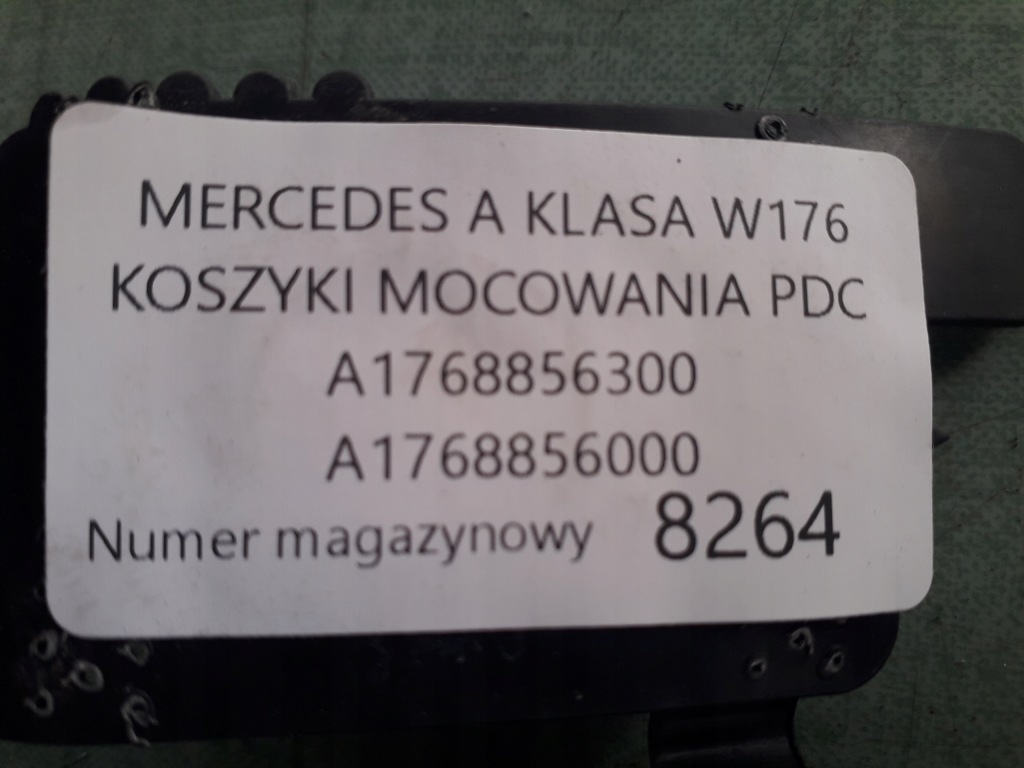 MERCEDES A KLASA W176
KOSZYKI MOCOWANIA PDC
A1768856300
A1768856000
Numer magazynowy 8264